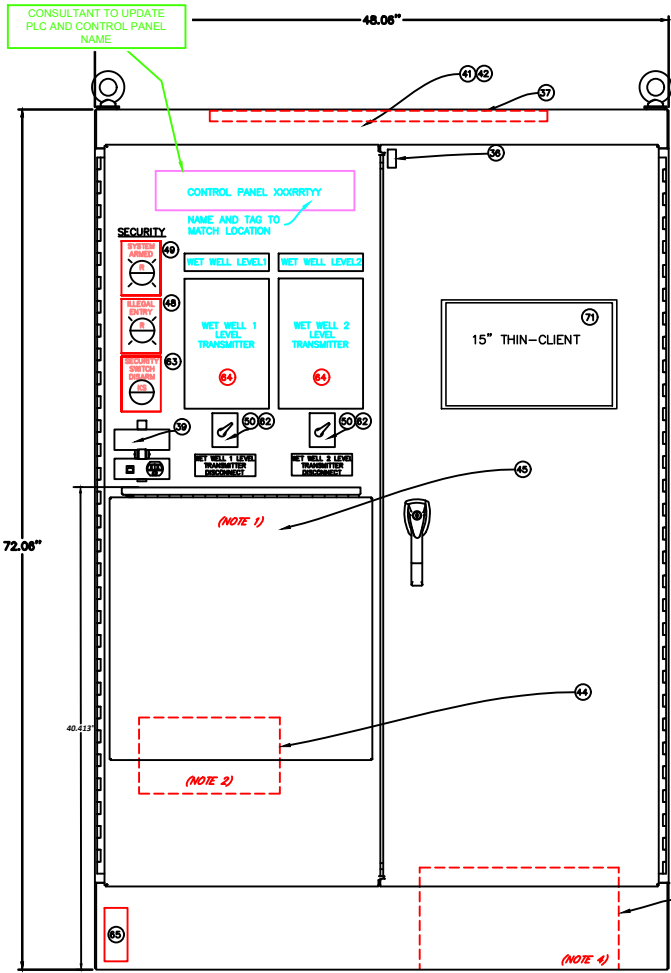 CONSULTANT TO UPDATE
PLC AND CONTROL PANEL
NAME
48.06"
41 42
37
36
CONTROL PANEL XXXRRTYY
NAME AND TAG TO
MATCH LOCATION
SECURITY
SYSTEM
ARMED
R
49
WET WELL LEVEL1
WET WELL LEVEL2
ILLEGAL
ENTRY
R
48
WET WELL 1
LEVEL
TRANSMITTER
64
WET WELL 2
LEVEL
TRANSMITTER
64
71
15" THIN-CLIENT
SECURITY
SWITCH
DISARM
KS
63
39
50 62
50 62
WET WELL 1 LEVEL
TRANSMITTER
DISCONNECT
WET WELL 2 LEVEL
TRANSMITTER
DISCONNECT
45
(NOTE 1)
72.06"
44
40.413"
(NOTE 2)
65
(NOTE 4)